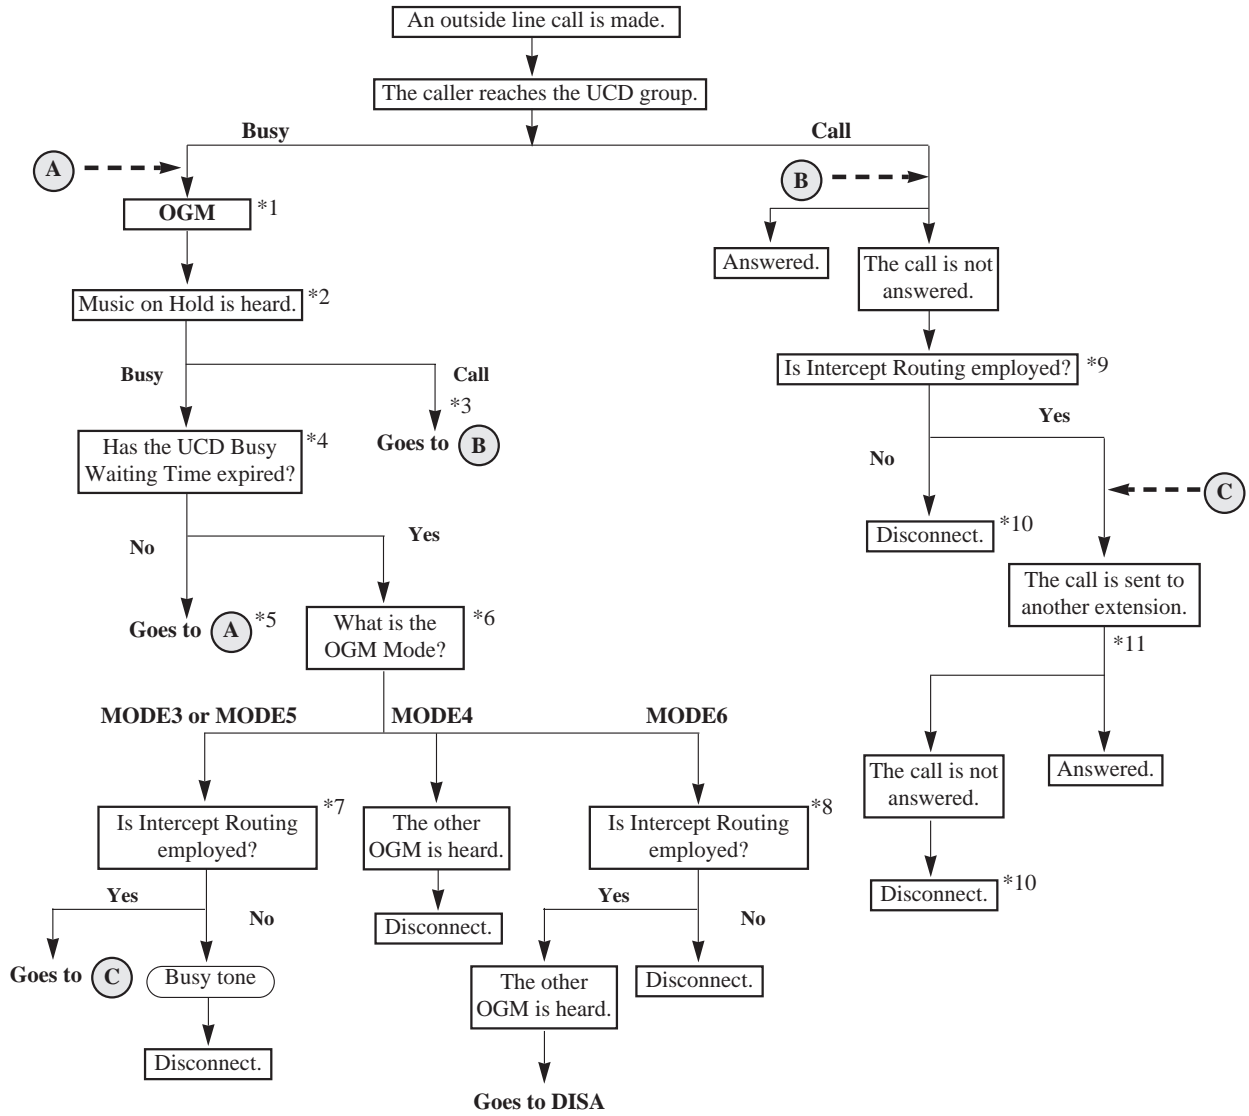 An outside line call is made.
The caller reaches the UCD group.
Busy
Call
A
B
OGM
*1
Answered.
The call is not
answered.
Music on Hold is heard.
*2
Is Intercept Routing employed?
*9
Busy
Call
*3
Goes to B
Yes
No
Has the UCD Busy
Waiting Time expired?
*4
C
Disconnect.
*10
No
Yes
The call is sent to
another extension.
*11
Goes to A
*5
What is the
OGM Mode?
*6
MODE3 or MODE5
MODE4
MODE6
The call is not
answered.
Answered.
Is Intercept Routing
employed?
*7
The other
OGM is heard.
Is Intercept Routing
employed?
*8
Disconnect.
*10
Yes
No
Disconnect.
Yes
No
Goes to C
Busy tone
The other
OGM is heard.
Disconnect.
Disconnect.
Goes to DISA